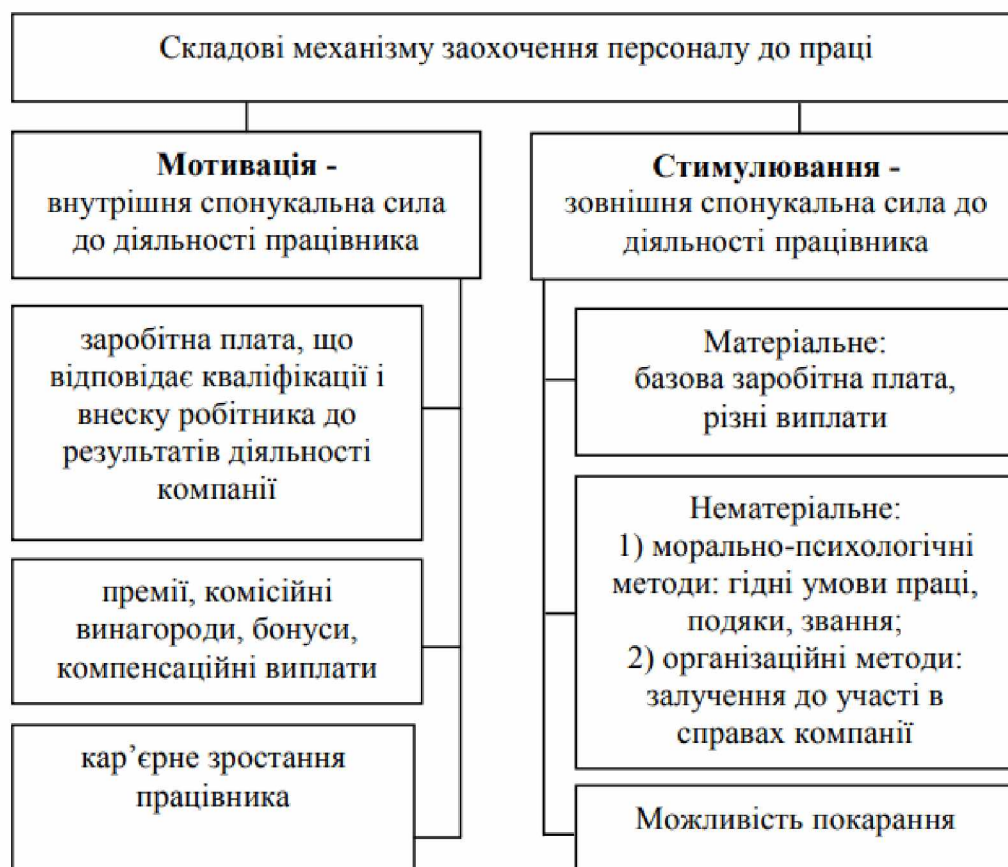 Складові механізму заохочення персоналу до праці
Мотивація -
внутрішня спонукальна сила
до діяльності працівника
заробітна плата, що
відповідає кваліфікації і
внеску робітника до
результатів діяльності
компанії
премії, комісійні
винагороди, бонуси,
компенсаційні виплати
кар’єрне зростання
працівника
Стимулювання -
зовнішня спонукальна сила до
діяльності працівника
Матеріальне:
базова заробітна плата,
різні виплати
Нематеріальне:
1) морально-психологічні
методи: гідні умови праці,
подяки, звання;
2) організаційні методи:
залучення до участі в
справах компанії
Можливість покарання